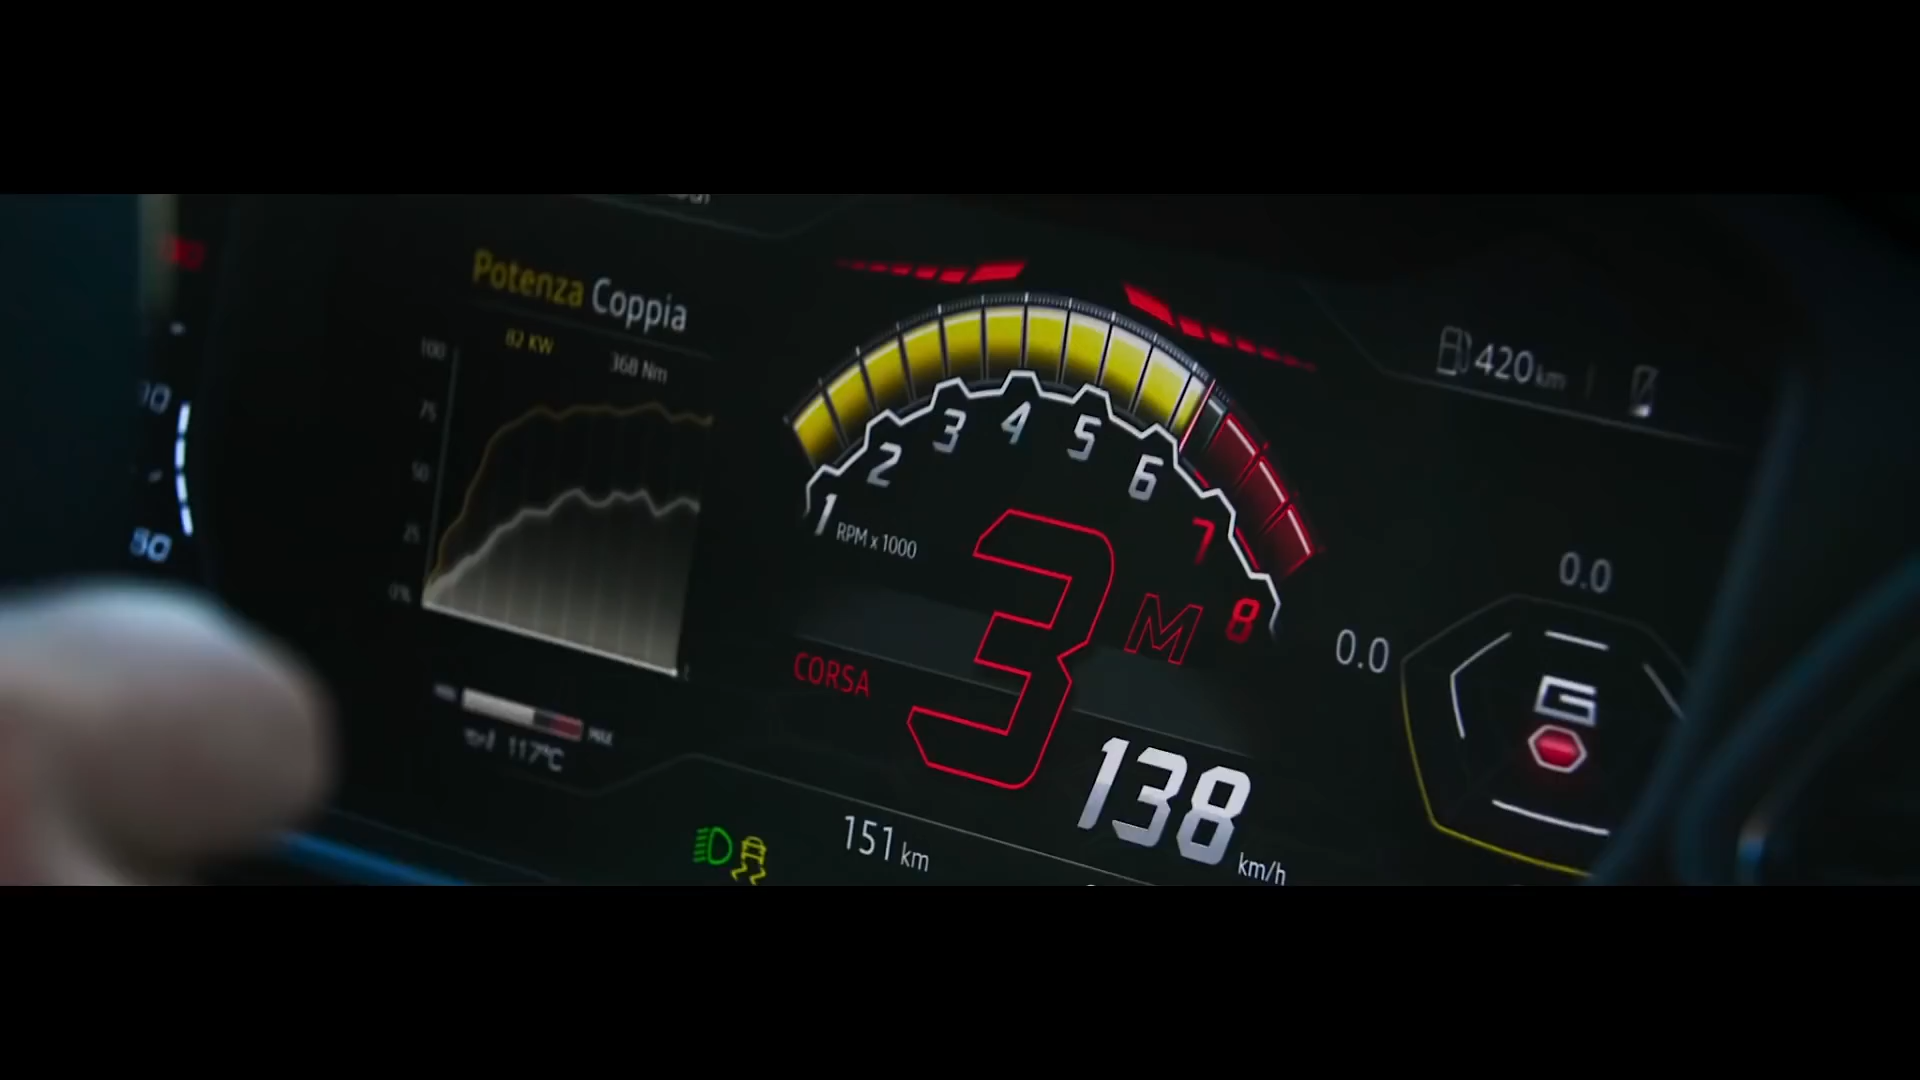 Potenza Coppia
82 KW
368 Nm
100
75
50
25
0%
t
MAX
117°C
1 2 3 4 5 6 7 8
RPM x 1000
3 M
CORSA
138 km/h
151 km
420 km
0.0
0.0
G
50